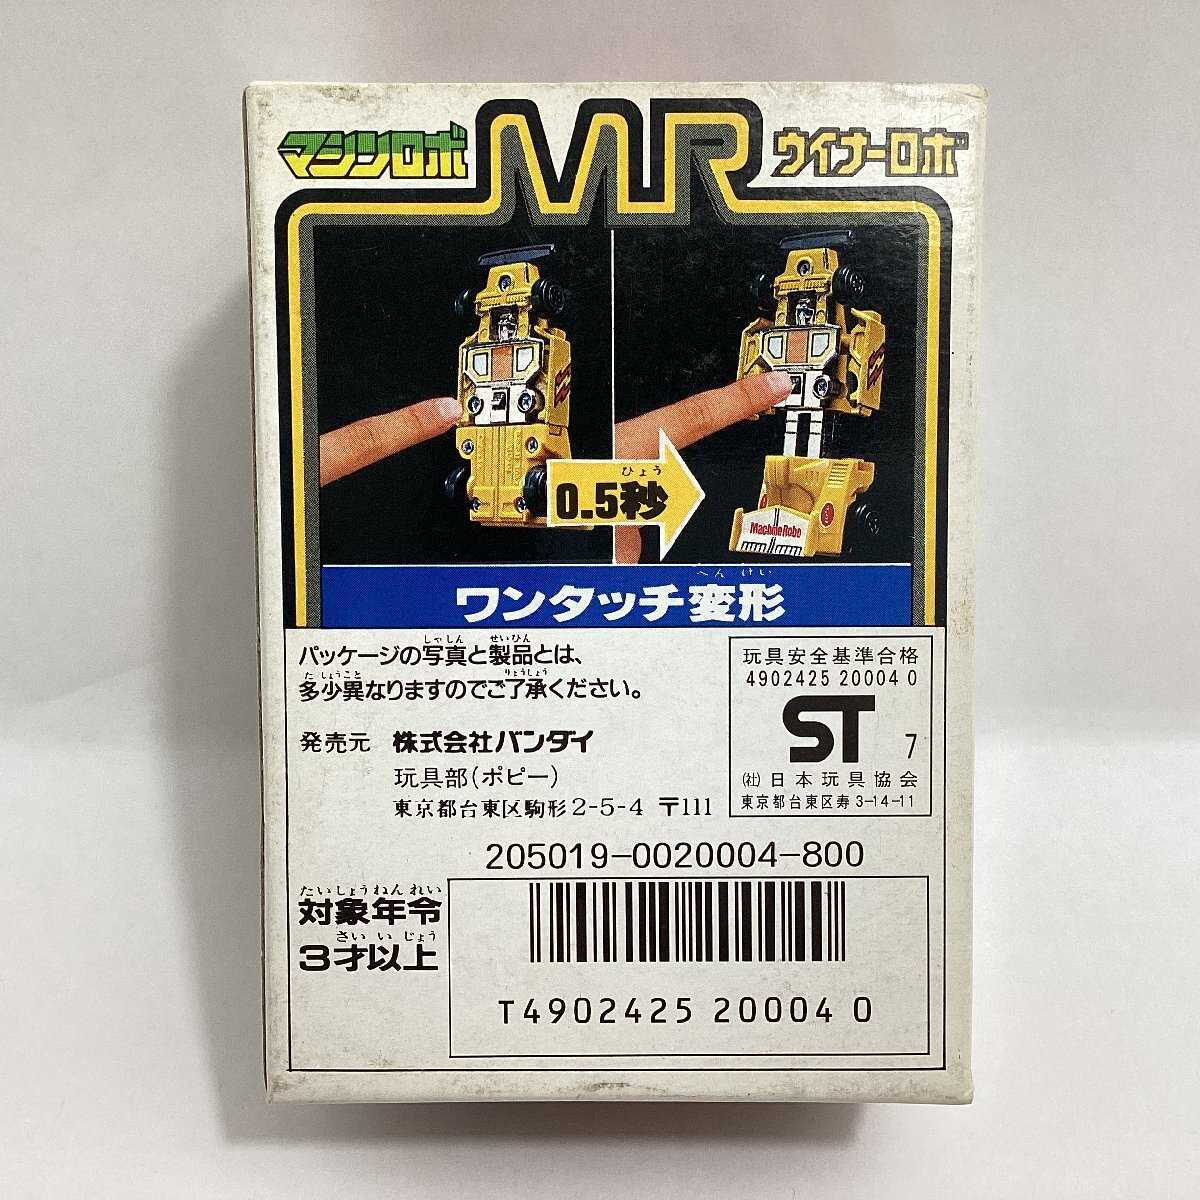 マシンロボ MR ウイナーロボ
ひょう
0.5秒
Machine Robo
へんけい
ワンタッチ変形
しゃしん せいひん
パッケージの写真と製品とは、
たしょうこと りょうしょう
多少異なりますのでご了承ください。
発売元 株式会社バンダイ
玩具部(ポピー)
東京都台東区駒形2-5-4 〒111
玩具安全基準合格
4902425 20004 0
ST 7
(社)日本玩具協会
東京都台東区寿3-14-11
205019-0020004-800
たいしょうねんれい
対象年令
さいいじょう
3才以上
T4902425 20004 0